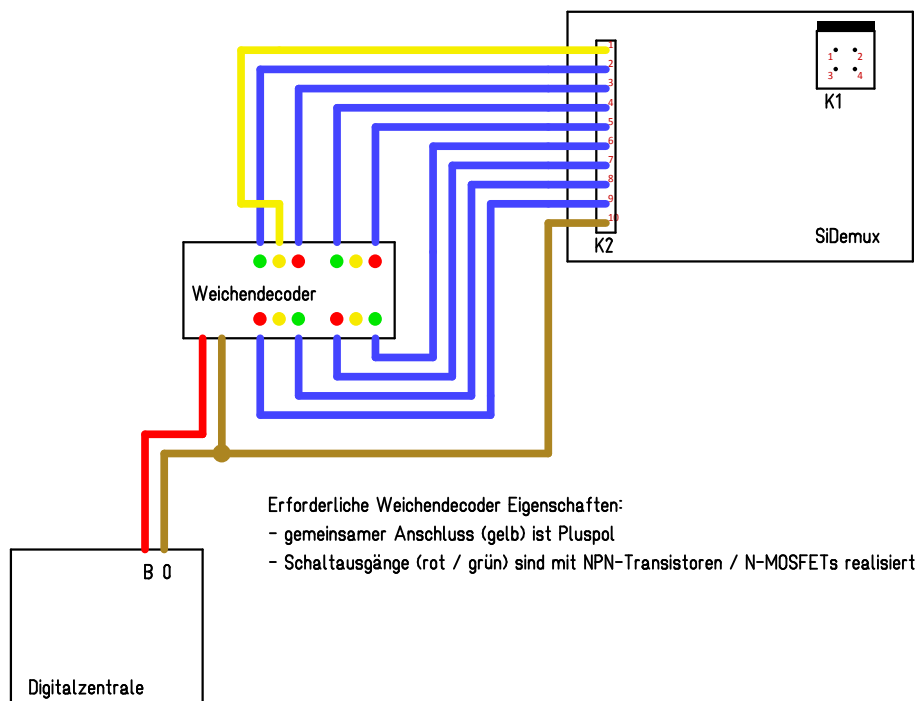 1
2
3
4
5
6
7
8
9
10
K2
1 2
3 4
K1
SiDemux
Weichendecoder
Erforderliche Weichendecoder Eigenschaften:
- gemeinsamer Anschluss (gelb) ist Pluspol
- Schaltausgänge (rot / grün) sind mit NPN-Transistoren / N-MOSFETs realisiert
B 0
Digitalzentrale